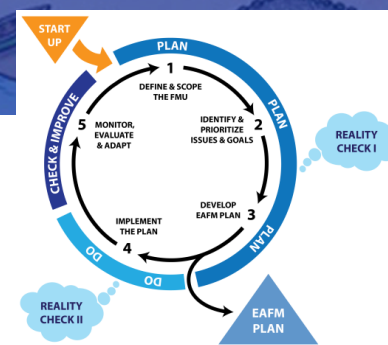 START
UP
PLAN
1
DEFINE & SCOPE
THE FMU
IDENTIFY &
PRIORITIZE
ISSUES & GOALS
2
PLAN
REALITY
CHECK I
DEVELOP
EAFM PLAN
3
PLAN
IMPLEMENT
THE PLAN
4
DO
DO
5
MONITOR,
EVALUATE
& ADAPT
CHECK & IMPROVE
REALITY
CHECK II
EAFM
PLAN